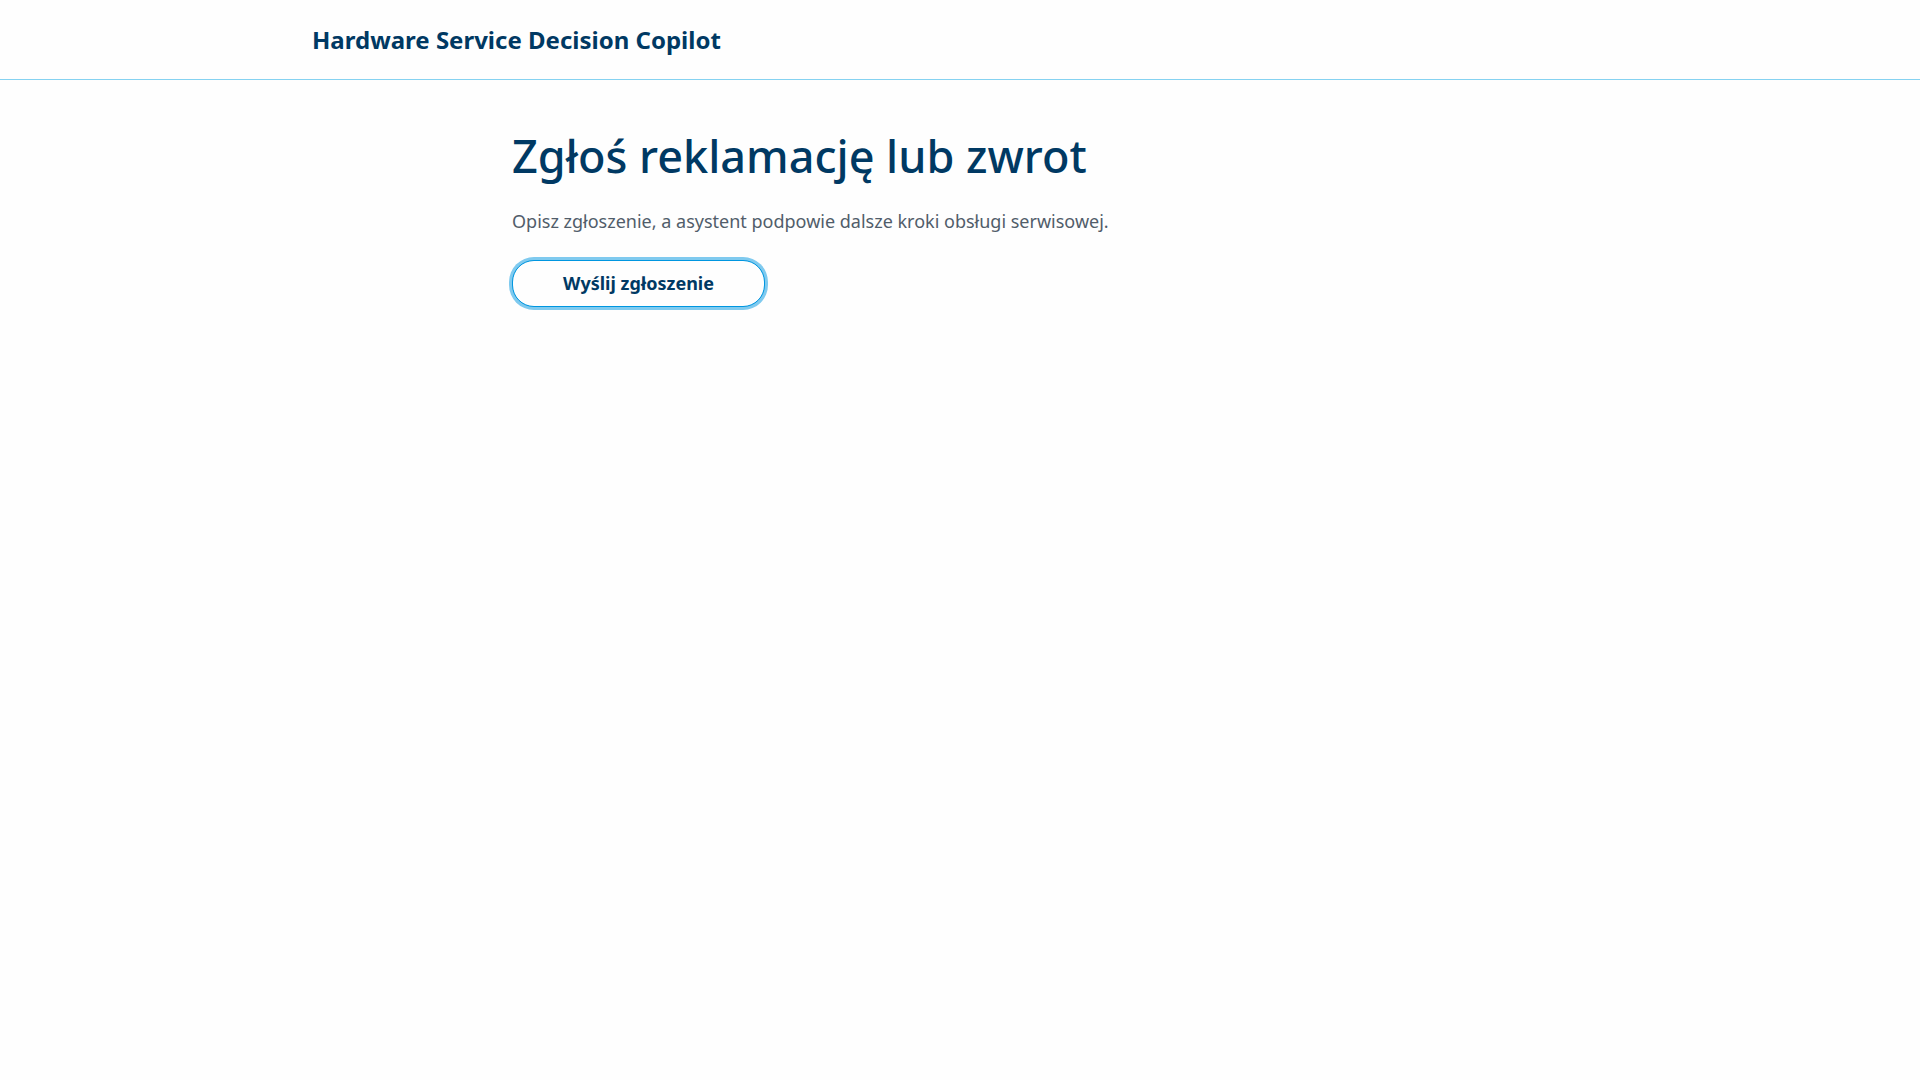 Hardware Service Decision Copilot
Zgłoś reklamację lub zwrot
Opisz zgłoszenie, a asystent podpowie dalsze kroki obsługi serwisowej.
Wyślij zgłoszenie